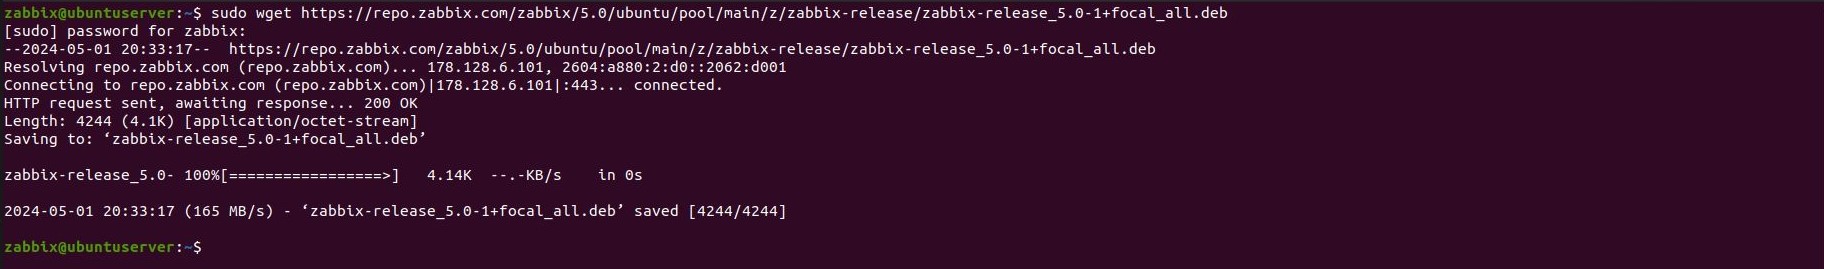 zabbix@ubuntuserver:~$ sudo wget https://repo.zabbix.com/zabbix/5.0/ubuntu/pool/main/z/zabbix-release/zabbix-release_5.0-1+focal_all.deb
[sudo] password for zabbix:
--2024-05-01 20:33:17--  https://repo.zabbix.com/zabbix/5.0/ubuntu/pool/main/z/zabbix-release/zabbix-release_5.0-1+focal_all.deb
Resolving repo.zabbix.com (repo.zabbix.com)... 178.128.6.101, 2604:a880:2:d0::2062:d001
Connecting to repo.zabbix.com (repo.zabbix.com)|178.128.6.101|:443... connected.
HTTP request sent, awaiting response... 200 OK
Length: 4244 (4.1K) [application/octet-stream]
Saving to: ‘zabbix-release_5.0-1+focal_all.deb’
zabbix-release_5.0- 100%[=================>]   4.14K  --.-KB/s    in 0s
2024-05-01 20:33:17 (165 MB/s) - ‘zabbix-release_5.0-1+focal_all.deb’ saved [4244/4244]
zabbix@ubuntuserver:~$